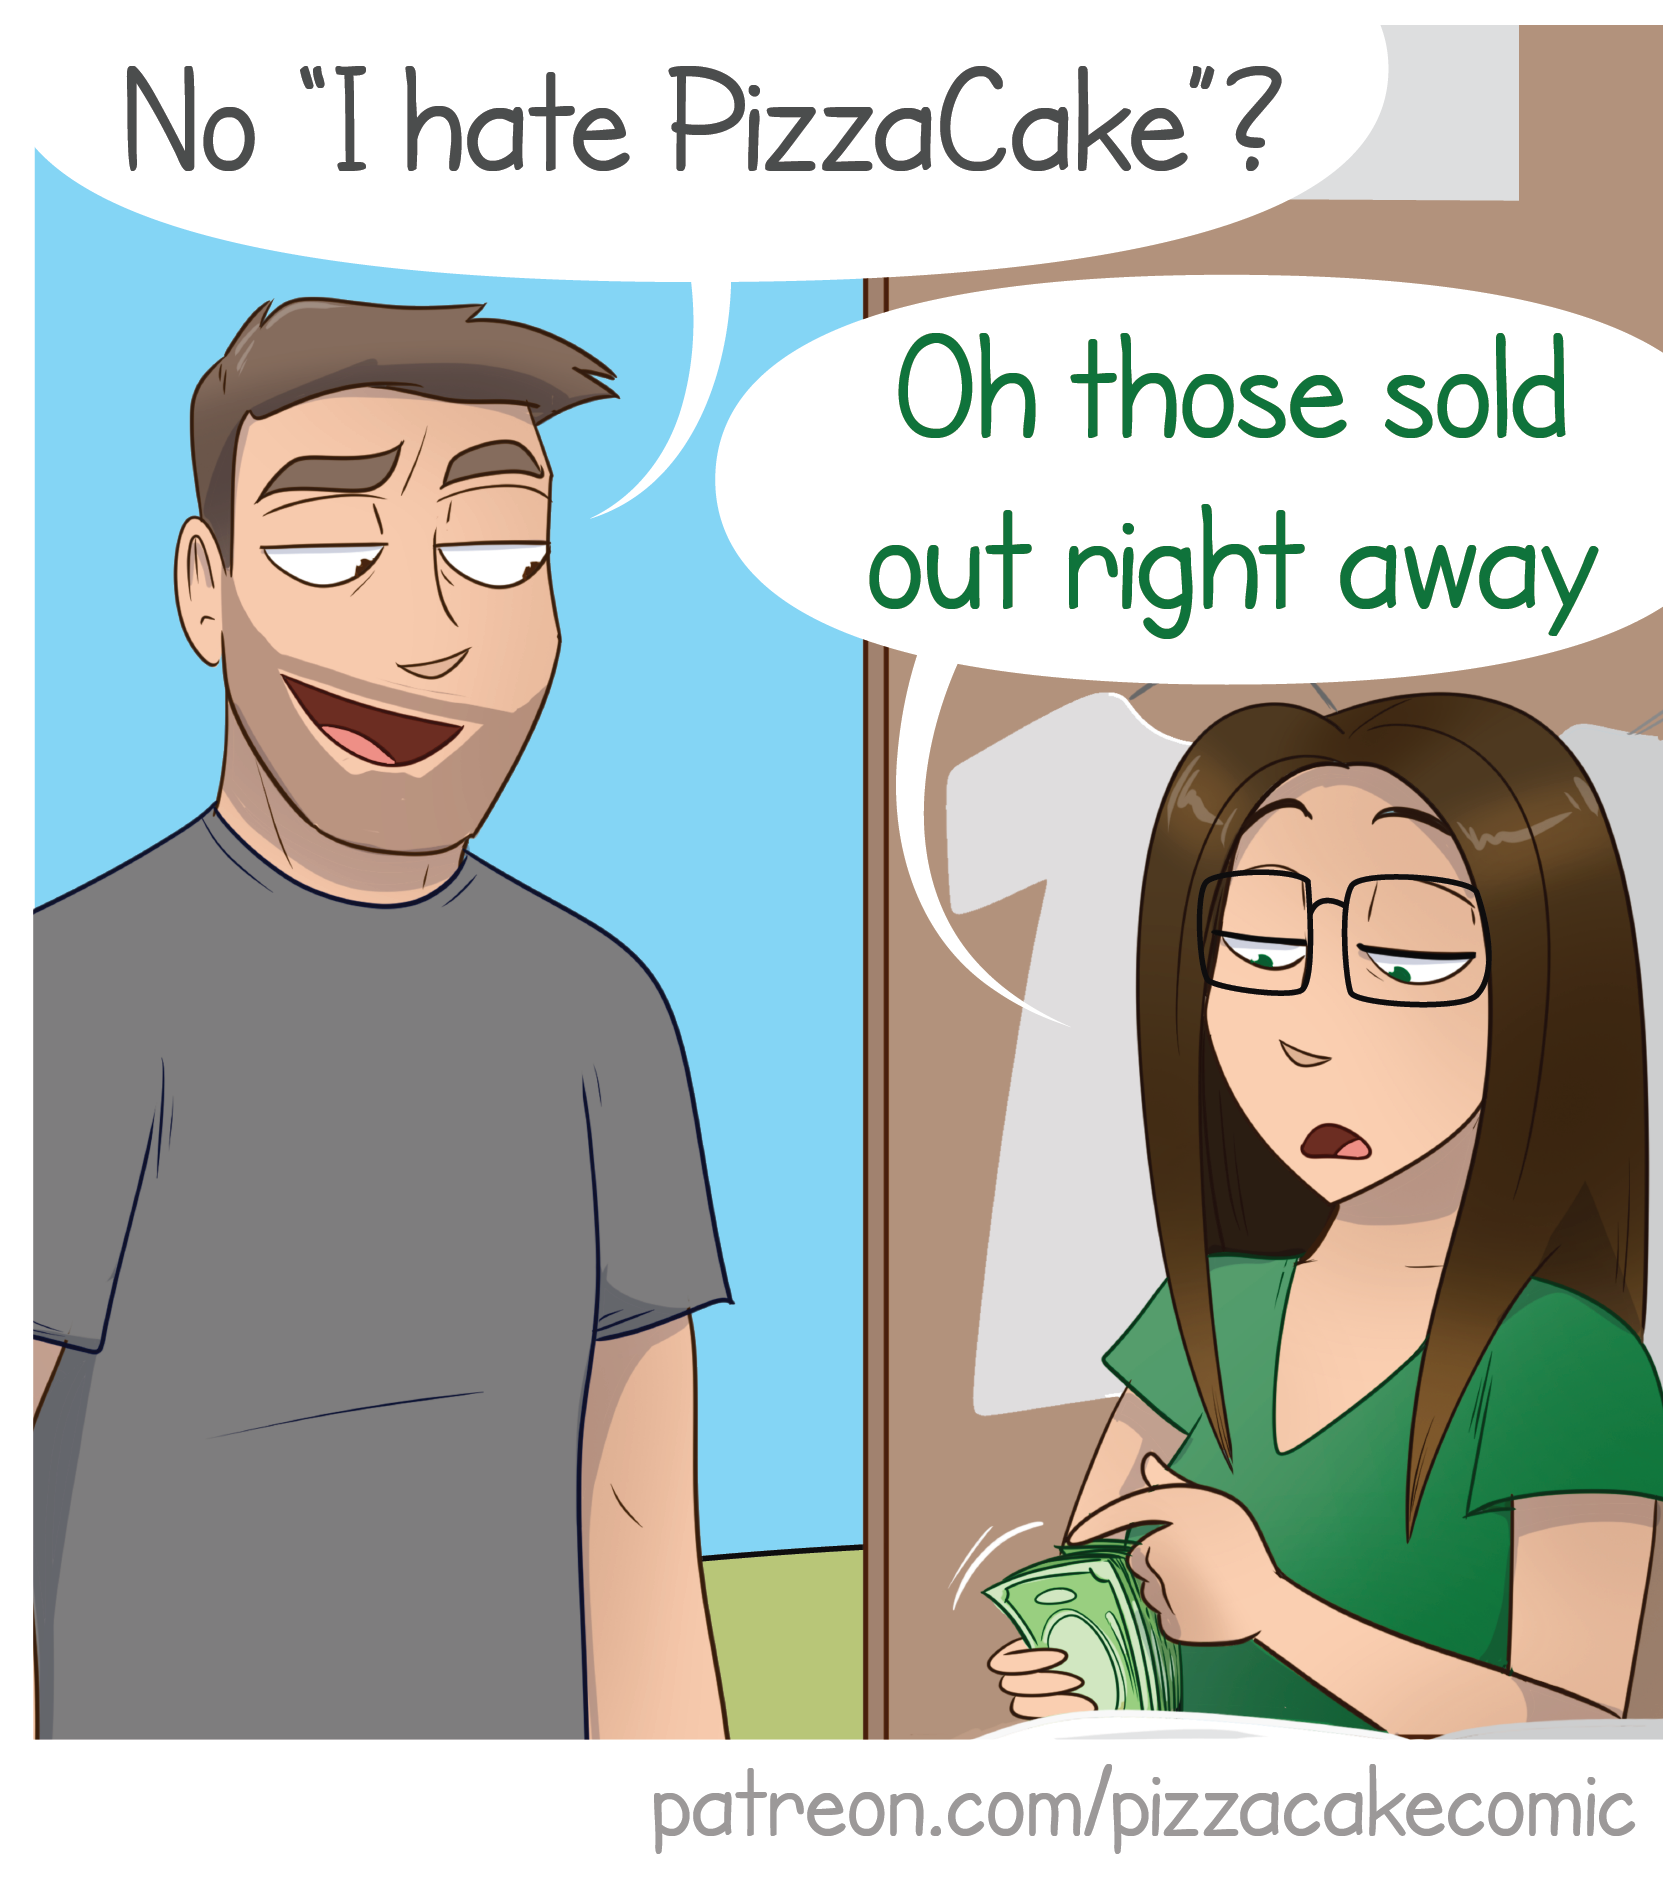 No “I hate PizzaCake”?
Oh those sold
out right away
patreon.com/pizzacakecomic